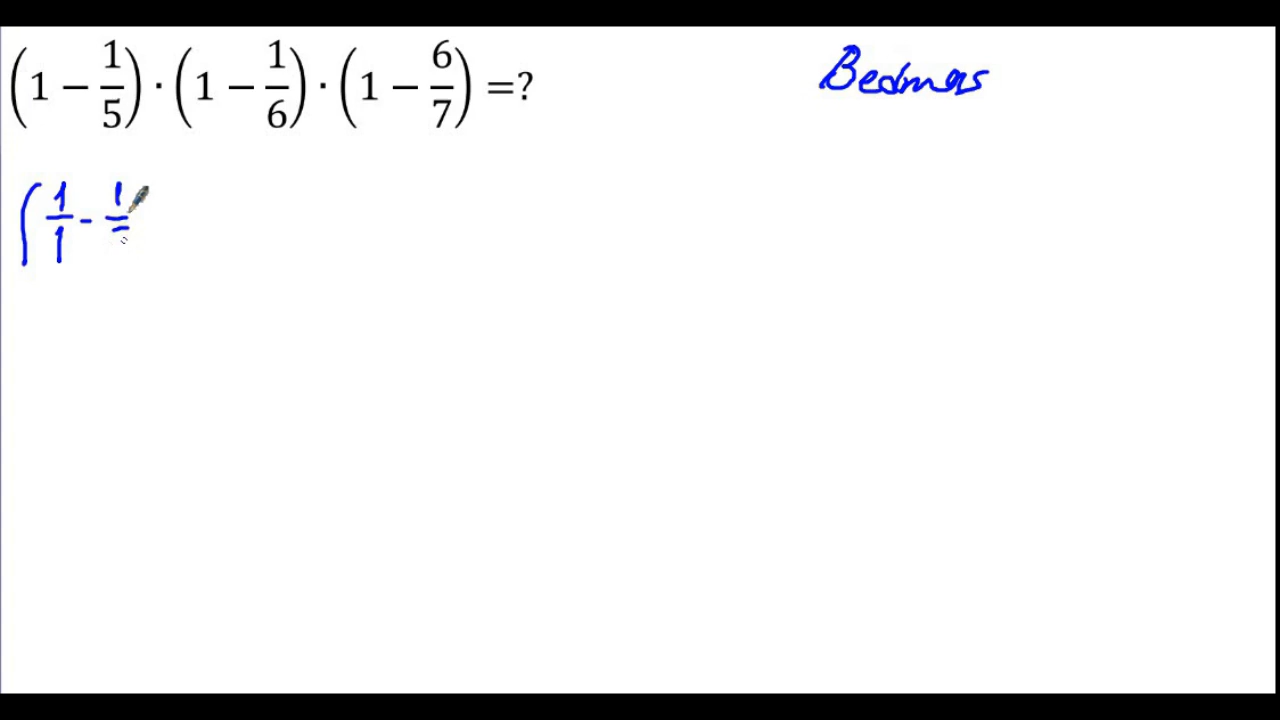 (1 − 1/5) · (1 − 1/6) · (1 − 6/7) =?
Bedmas
(1/1 - 1/